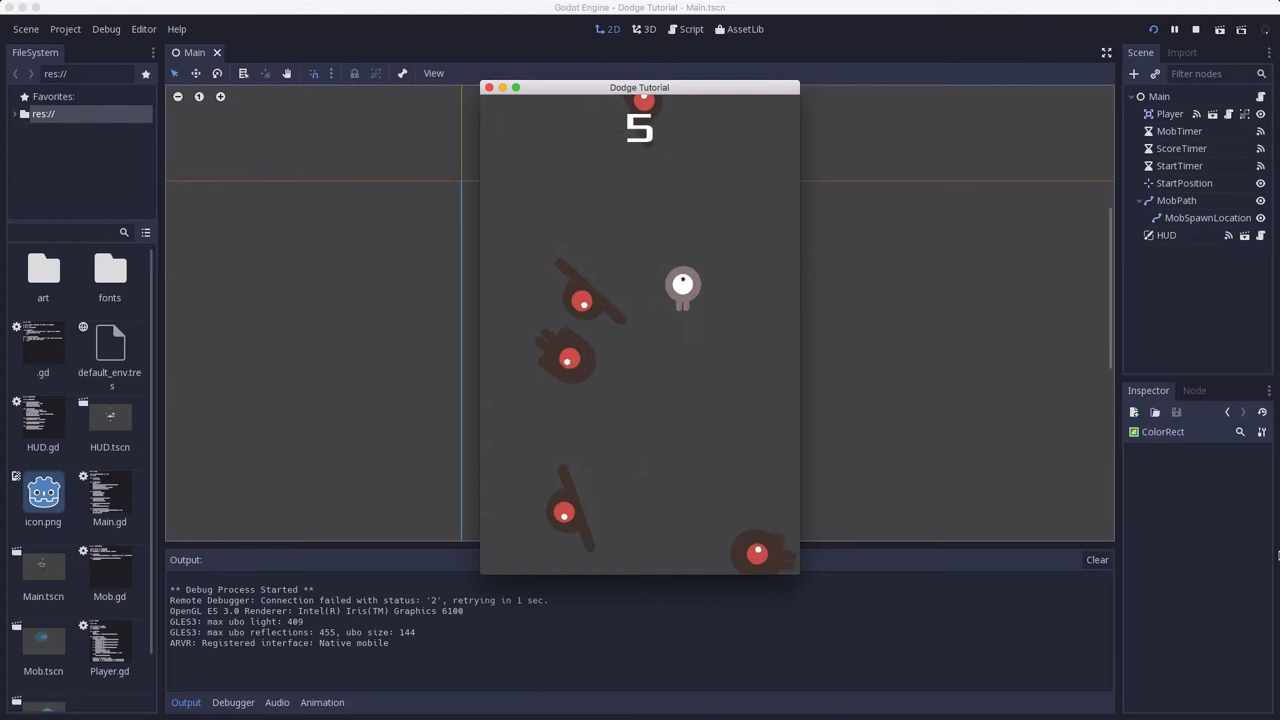 Godot Engine - Dodge Tutorial - Main.tscn
Scene Project Debug Editor Help
2D 3D Script AssetLib
FileSystem
res://
Favorites:
res://
art
fonts
.gd
default_env.tres
HUD.gd
HUD.tscn
icon.png
Main.gd
Main.tscn
Mob.gd
Mob.tscn
Player.gd
Main
View
1
Dodge Tutorial
5
Output:
Clear
** Debug Process Started **
Remote Debugger: Connection failed with status: '2', retrying in 1 sec.
OpenGL ES 3.0 Renderer: Intel(R) Iris(TM) Graphics 6100
GLES3: max ubo light: 409
GLES3: max ubo reflections: 455, ubo size: 144
ARVR: Registered interface: Native mobile
Output Debugger Audio Animation
Scene Import
Filter nodes
Main
Player
MobTimer
ScoreTimer
StartTimer
StartPosition
MobPath
MobSpawnLocation
HUD
Inspector Node
ColorRect